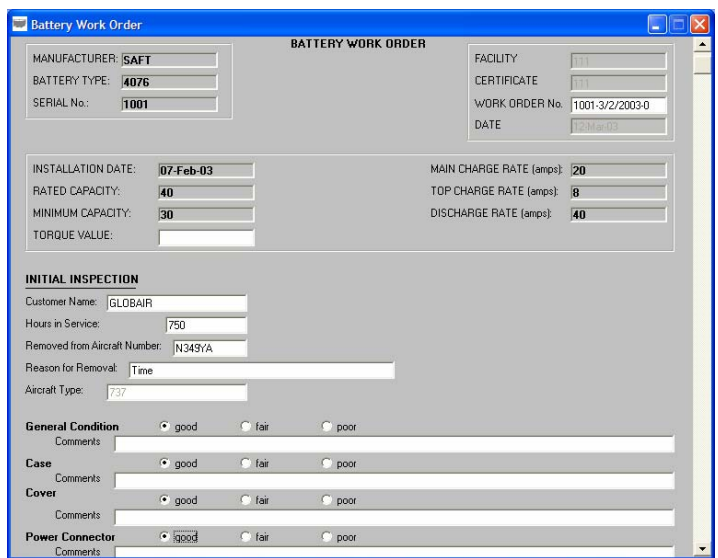 Battery Work Order
BATTERY WORK ORDER
MANUFACTURER: SAFT
BATTERY TYPE: 4076
SERIAL No.: 1001
FACILITY 111
CERTIFICATE 111
WORK ORDER No. 1001-3/2/2003-0
DATE 12-Mar-03
INSTALLATION DATE: 07-Feb-03
RATED CAPACITY: 40
MINIMUM CAPACITY: 30
TORQUE VALUE:
MAIN CHARGE RATE (amps): 20
TOP CHARGE RATE (amps): 8
DISCHARGE RATE (amps): 40
INITIAL INSPECTION
Customer Name: GLOBAIR
Hours in Service: 750
Removed from Aircraft Number: N349YA
Reason for Removal: Time
Aircraft Type: 737
General Condition good fair poor
Comments
Case good fair poor
Comments
Cover good fair poor
Comments
Power Connector good fair poor
Comments